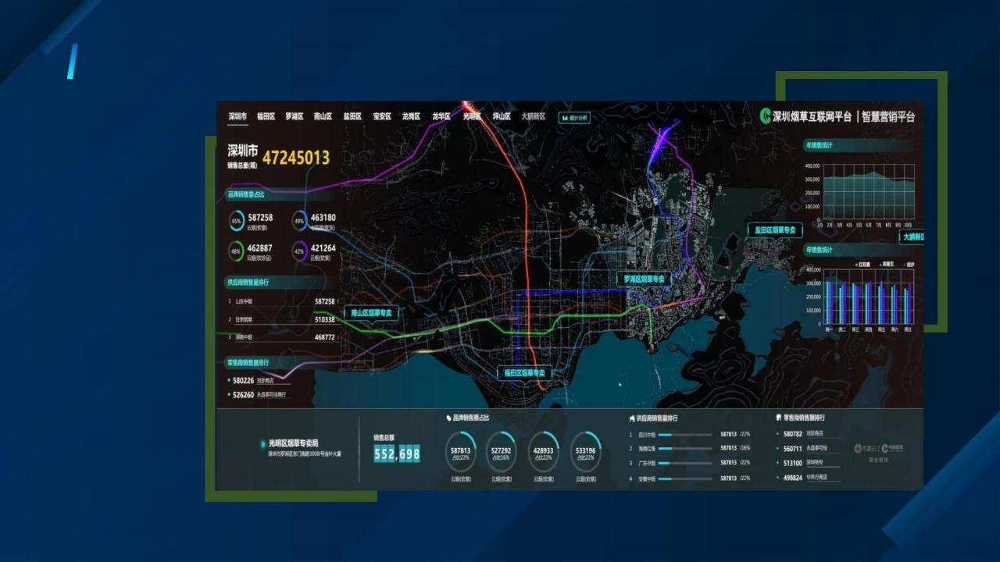 深圳市 福田区 罗湖区 南山区 盐田区 宝安区 龙岗区 龙华区 光明区 坪山区 大鹏新区 统计分析
深圳烟草互联网平台 | 智慧营销平台
深圳市
销售总量(箱)
47245013
品牌销售量占比
65% 587258 云烟(软紫)
49% 463180
48% 462887 云烟(软珍品)
42% 421264 云烟(软紫)
供应商销售量排行
1 山东中烟 587258
2 甘肃烟草 510338
3 湖南中烟 468772
零售商销售量排行
580226 刘珍商店
526260 永昌泰可佳商行
南山区烟草专卖
福田区烟草专卖
罗湖区烟草专卖
盐田区烟草专卖
大鹏新区
年销售统计
400,000
300,000
200,000
100,000
0
1月 2月 3月 4月 5月 6月 7月 8月 9月 10月
年销售统计
红双喜 芙蓉王 白沙
400,000
300,000
200,000
100,000
0
周一 周二 周三 周四 周五 周六 周日
光明区烟草专卖局
深圳市罗湖区东门南路3008号金叶大厦
销售总额
552,698
品牌销售额占比
587813 占比22% 云烟(软紫)
527292 占比16% 云烟(软紫)
428933 占比22% 云烟(软紫)
533196 占比22% 云烟(软紫)
供应商销售量排行
1 四川中烟 587813 /22%
2 海南红塔 587813 /16%
3 广东中烟 587813 /22%
4 安徽中烟 587813 /22%
零售商销售额排行
580782 刘珍商店
560711 永昌泰可佳
513100 深圳特专
498824 华昇行商店
联合研发